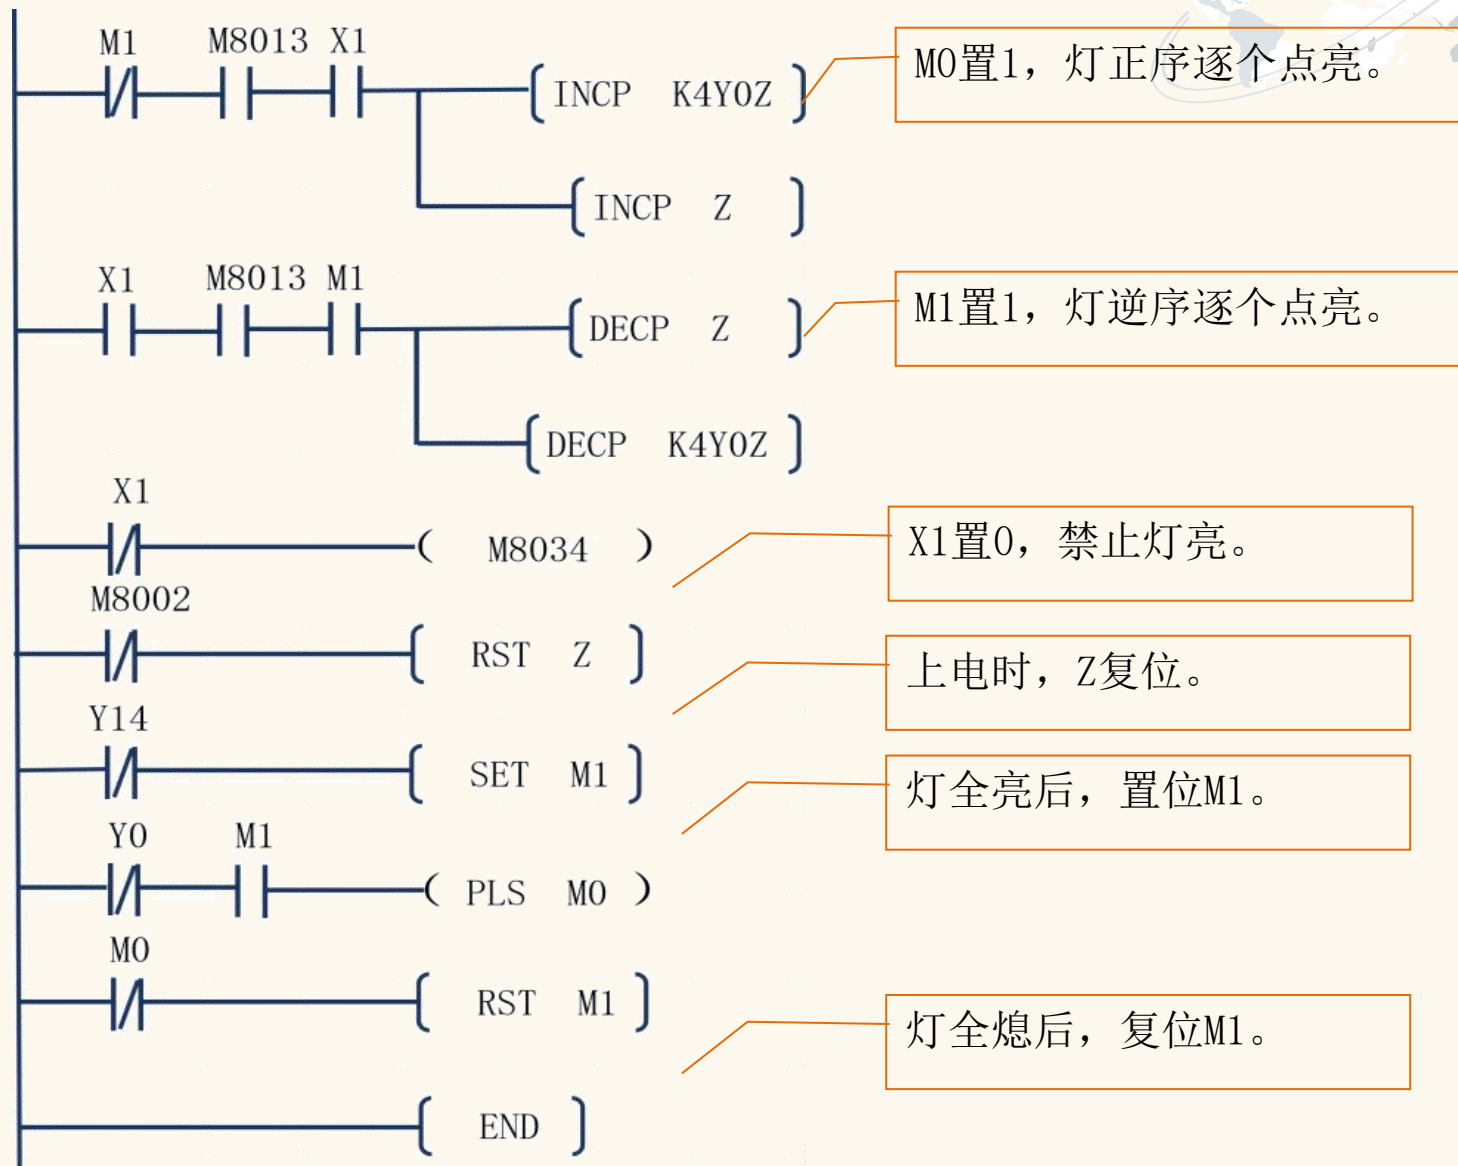 M1 M8013 X1
INCP K4Y0Z
M0置1，灯正序逐个点亮。
INCP Z
X1 M8013 M1
DECP Z
M1置1，灯逆序逐个点亮。
DECP K4Y0Z
X1
M8034
X1置0，禁止灯亮。
M8002
RST Z
上电时，Z复位。
Y14
SET M1
灯全亮后，置位M1。
Y0 M1
PLS M0
M0
RST M1
灯全熄后，复位M1。
END